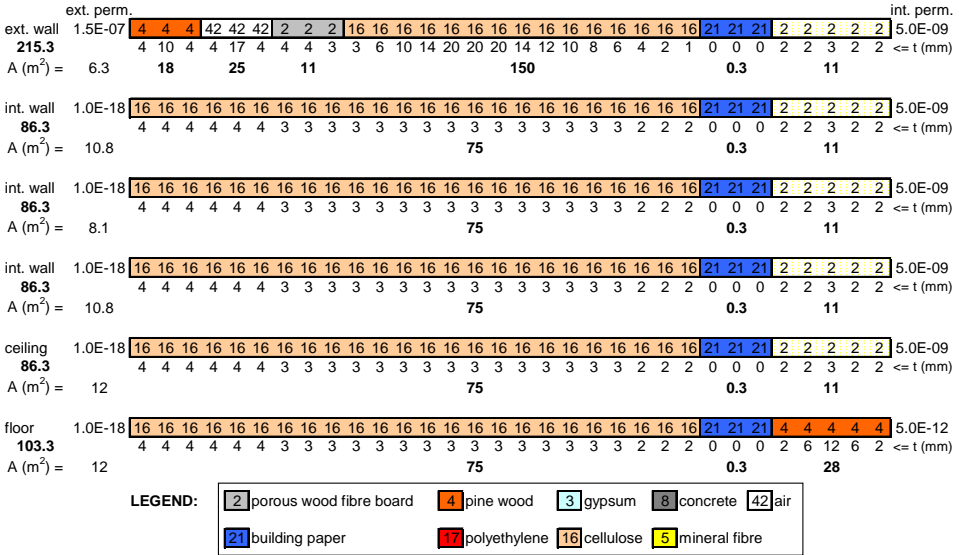 ext. perm. int. perm.
ext. wall 1.5E-07 4 4 4 42 42 42 2 2 2 16 16 16 16 16 16 16 16 16 16 16 16 16 16 16 21 21 21 2 2 2 2 2 5.0E-09
215.3 4 10 4 4 17 4 4 4 3 3 6 10 14 20 20 20 14 12 10 8 6 4 2 1 0 0 0 2 2 3 2 2 <= t (mm)
A (m²) = 6.3 18 25 11 150 0.3 11
int. wall 1.0E-18 16 16 16 16 16 16 16 16 16 16 16 16 16 16 16 16 16 16 16 16 16 16 16 16 21 21 21 2 2 2 2 2 5.0E-09
86.3 4 4 4 4 4 4 3 3 3 3 3 3 3 3 3 3 3 3 3 3 3 2 2 2 0 0 0 2 2 3 2 2 <= t (mm)
A (m²) = 10.8 75 0.3 11
int. wall 1.0E-18 16 16 16 16 16 16 16 16 16 16 16 16 16 16 16 16 16 16 16 16 16 16 16 16 21 21 21 2 2 2 2 2 5.0E-09
86.3 4 4 4 4 4 4 3 3 3 3 3 3 3 3 3 3 3 3 3 3 3 2 2 2 0 0 0 2 2 3 2 2 <= t (mm)
A (m²) = 8.1 75 0.3 11
int. wall 1.0E-18 16 16 16 16 16 16 16 16 16 16 16 16 16 16 16 16 16 16 16 16 16 16 16 16 21 21 21 2 2 2 2 2 5.0E-09
86.3 4 4 4 4 4 4 3 3 3 3 3 3 3 3 3 3 3 3 3 3 3 2 2 2 0 0 0 2 2 3 2 2 <= t (mm)
A (m²) = 10.8 75 0.3 11
ceiling 1.0E-18 16 16 16 16 16 16 16 16 16 16 16 16 16 16 16 16 16 16 16 16 16 16 16 16 21 21 21 2 2 2 2 2 5.0E-09
86.3 4 4 4 4 4 4 3 3 3 3 3 3 3 3 3 3 3 3 3 3 3 2 2 2 0 0 0 2 2 3 2 2 <= t (mm)
A (m²) = 12 75 0.3 11
floor 1.0E-18 16 16 16 16 16 16 16 16 16 16 16 16 16 16 16 16 16 16 16 16 16 16 16 16 21 21 21 4 4 4 4 4 5.0E-12
103.3 4 4 4 4 4 4 3 3 3 3 3 3 3 3 3 3 3 3 3 3 3 2 2 2 0 0 0 2 6 12 6 2 <= t (mm)
A (m²) = 12 75 0.3 28
LEGEND: 2 porous wood fibre board 4 pine wood 3 gypsum 8 concrete 42 air
21 building paper 17 polyethylene 16 cellulose 5 mineral fibre